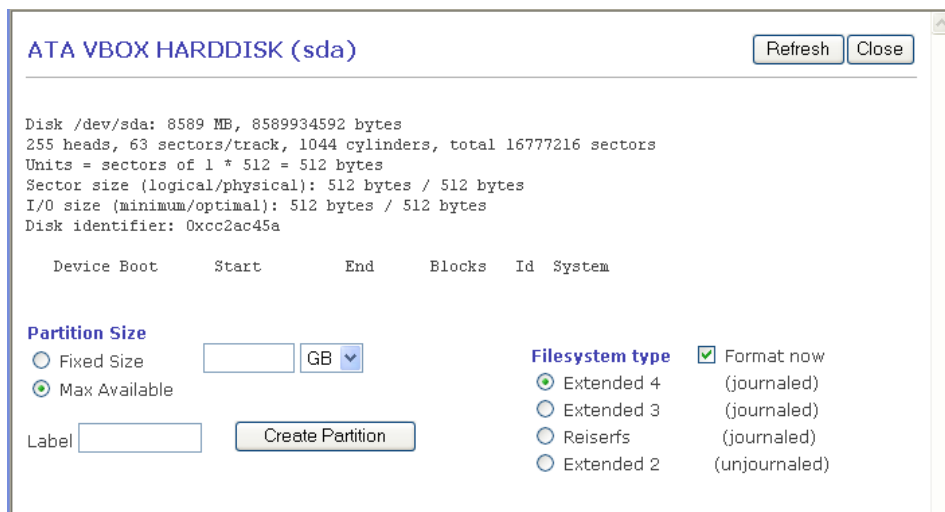 ATA VBOX HARDDISK (sda)
Refresh
Close
Disk /dev/sda: 8589 MB, 8589934592 bytes
255 heads, 63 sectors/track, 1044 cylinders, total 16777216 sectors
Units = sectors of 1 * 512 = 512 bytes
Sector size (logical/physical): 512 bytes / 512 bytes
I/O size (minimum/optimal): 512 bytes / 512 bytes
Disk identifier: 0xcc2ac45a
Device Boot Start End Blocks Id System
Partition Size
Fixed Size GB
Max Available
Label Create Partition
Filesystem type Format now
Extended 4 (journaled)
Extended 3 (journaled)
Reiserfs (journaled)
Extended 2 (unjournaled)